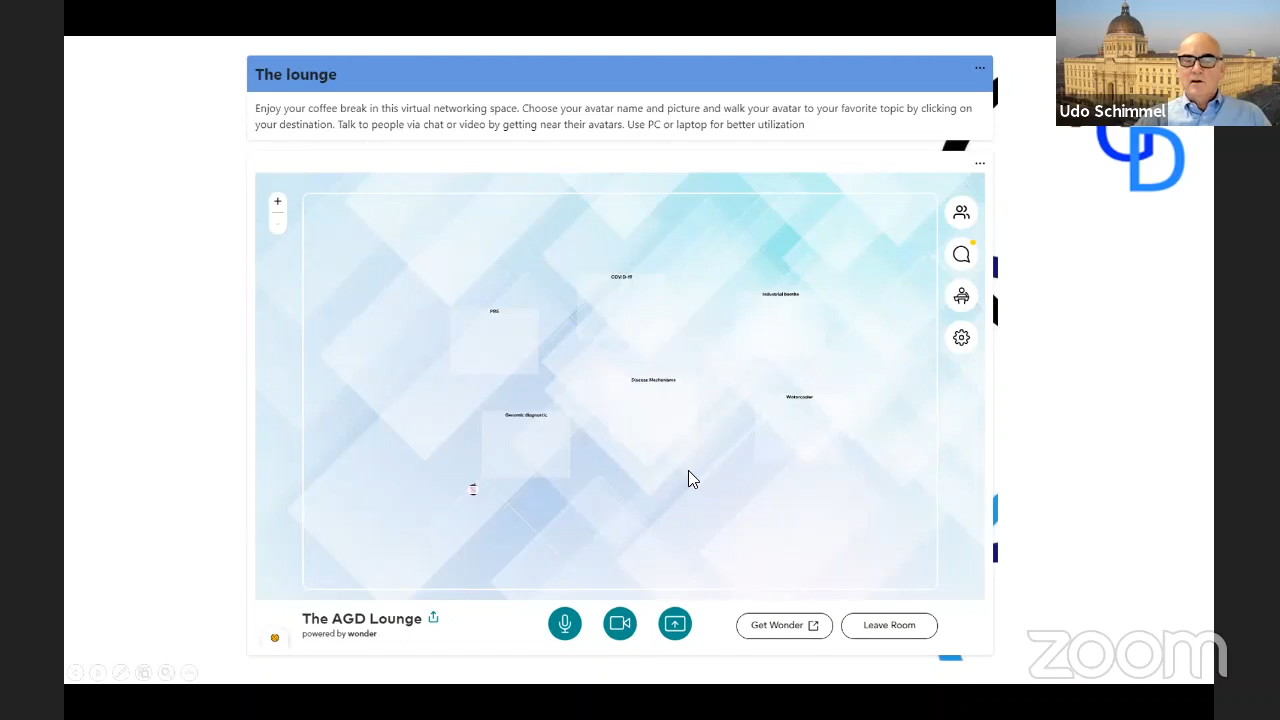 The lounge
Enjoy your coffee break in this virtual networking space. Choose your avatar name and picture and walk your avatar to your favorite topic by clicking on
your destination. Talk to people via chat or video by getting near their avatars. Use PC or laptop for better utilization
Udo Schimmel
D
COVID-19
Industrial booths
PRS
Disease Mechanisms
Watercooler
Genomic diagnostic
The AGD Lounge
powered by wonder
Get Wonder
Leave Room
zoom